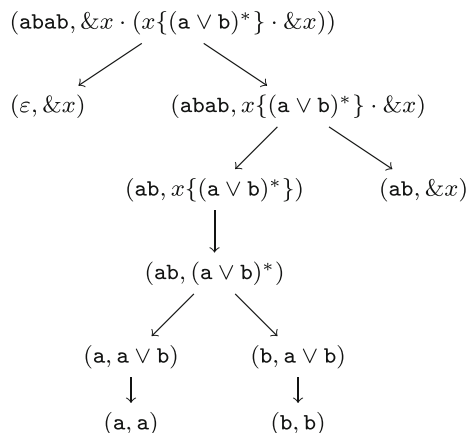 (abab, &x · (x{(a ∨ b)*} · &x))
(ε, &x) (abab, x{(a ∨ b)*} · &x)
(ab, x{(a ∨ b)*}) (ab, &x)
(ab, (a ∨ b)*)
(a, a ∨ b) (b, a ∨ b)
(a, a) (b, b)